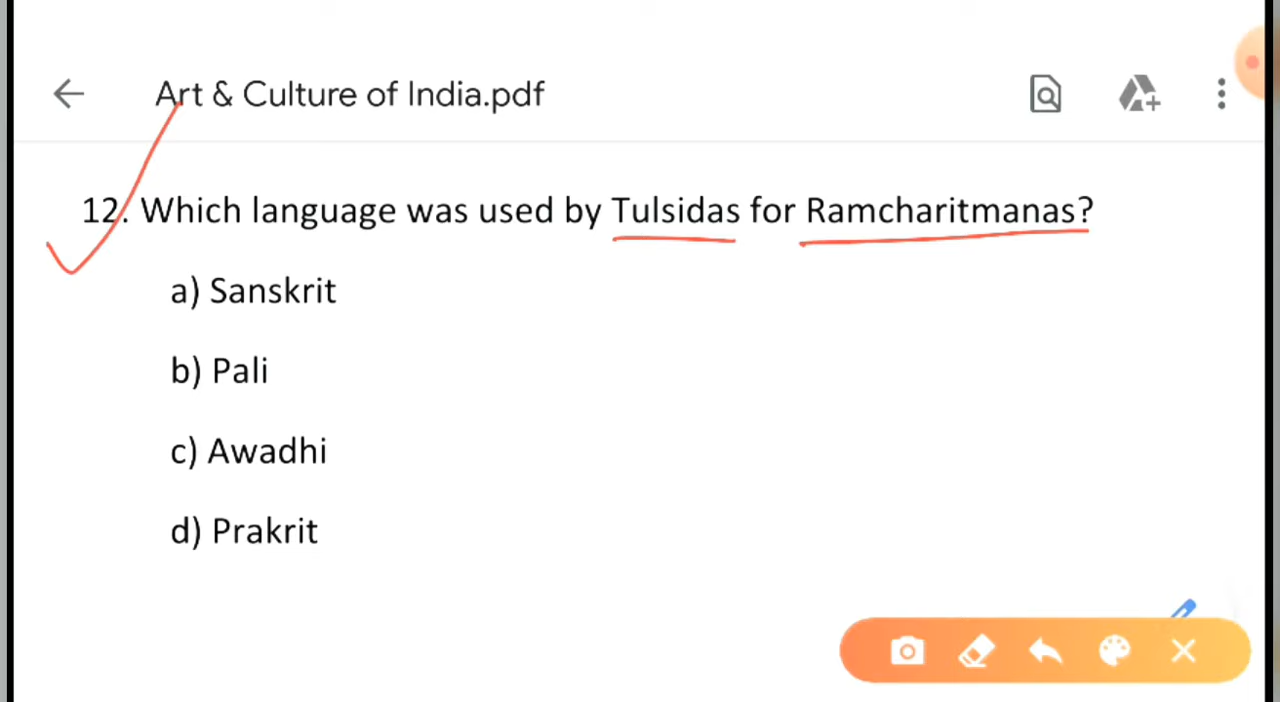 Art & Culture of India.pdf
12. Which language was used by Tulsidas for Ramcharitmanas?
a) Sanskrit
b) Pali
c) Awadhi
d) Prakrit